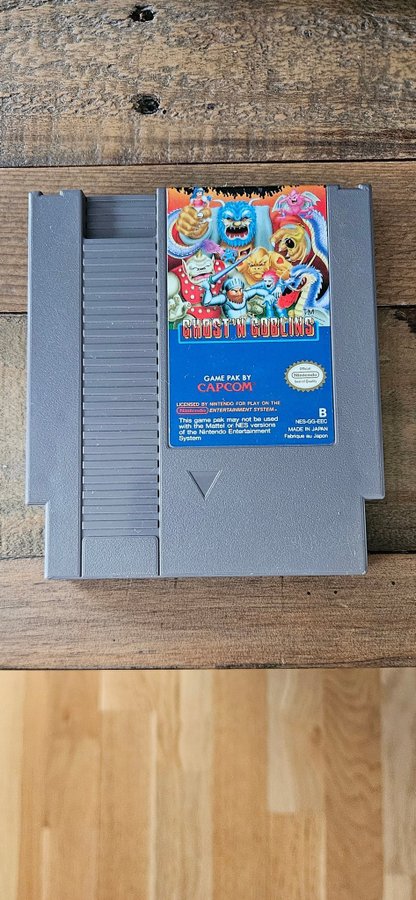 GHOST'N GOBLINS
TM
GAME PAK BY
CAPCOM
Official
Nintendo
Seal of Quality
LICENSED BY NINTENDO FOR PLAY ON THE
Nintendo ENTERTAINMENT SYSTEM
This game pak may not be used
with the Mattel or NES versions
of the Nintendo Entertainment
System
B
NES-GG-EEC
MADE IN JAPAN
Fabriqué au Japon